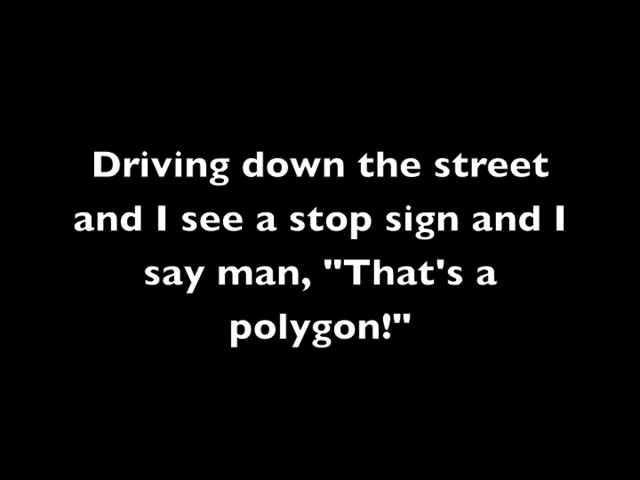 Driving down the street
and I see a stop sign and I
say man, "That's a
polygon!"